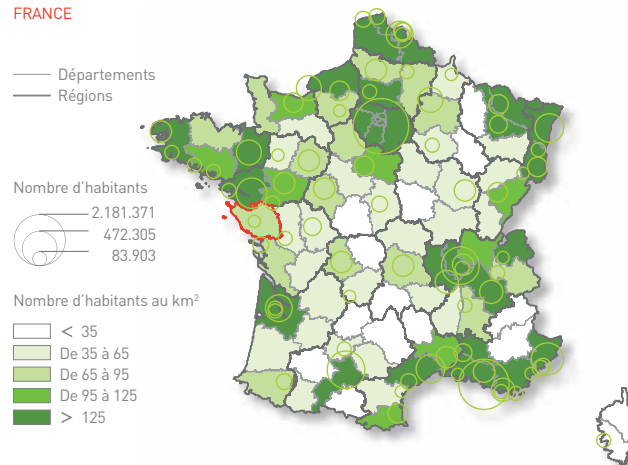 FRANCE
Départements
Régions
Nombre d'habitants
2.181.371
472.305
83.903
Nombre d'habitants au km²
< 35
De 35 à 65
De 65 à 95
De 95 à 125
> 125